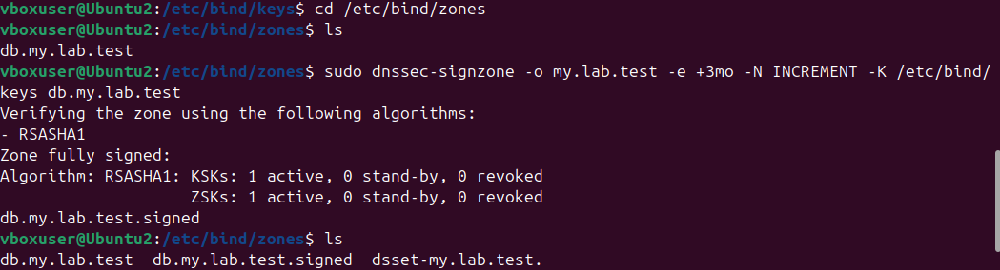 vboxuser@Ubuntu2:/etc/bind/keys$ cd /etc/bind/zones
vboxuser@Ubuntu2:/etc/bind/zones$ ls
db.my.lab.test
vboxuser@Ubuntu2:/etc/bind/zones$ sudo dnssec-signzone -o my.lab.test -e +3mo -N INCREMENT -K /etc/bind/
keys db.my.lab.test
Verifying the zone using the following algorithms:
- RSASHA1
Zone fully signed:
Algorithm: RSASHA1: KSKs: 1 active, 0 stand-by, 0 revoked
                    ZSKs: 1 active, 0 stand-by, 0 revoked
db.my.lab.test.signed
vboxuser@Ubuntu2:/etc/bind/zones$ ls
db.my.lab.test  db.my.lab.test.signed  dsset-my.lab.test.